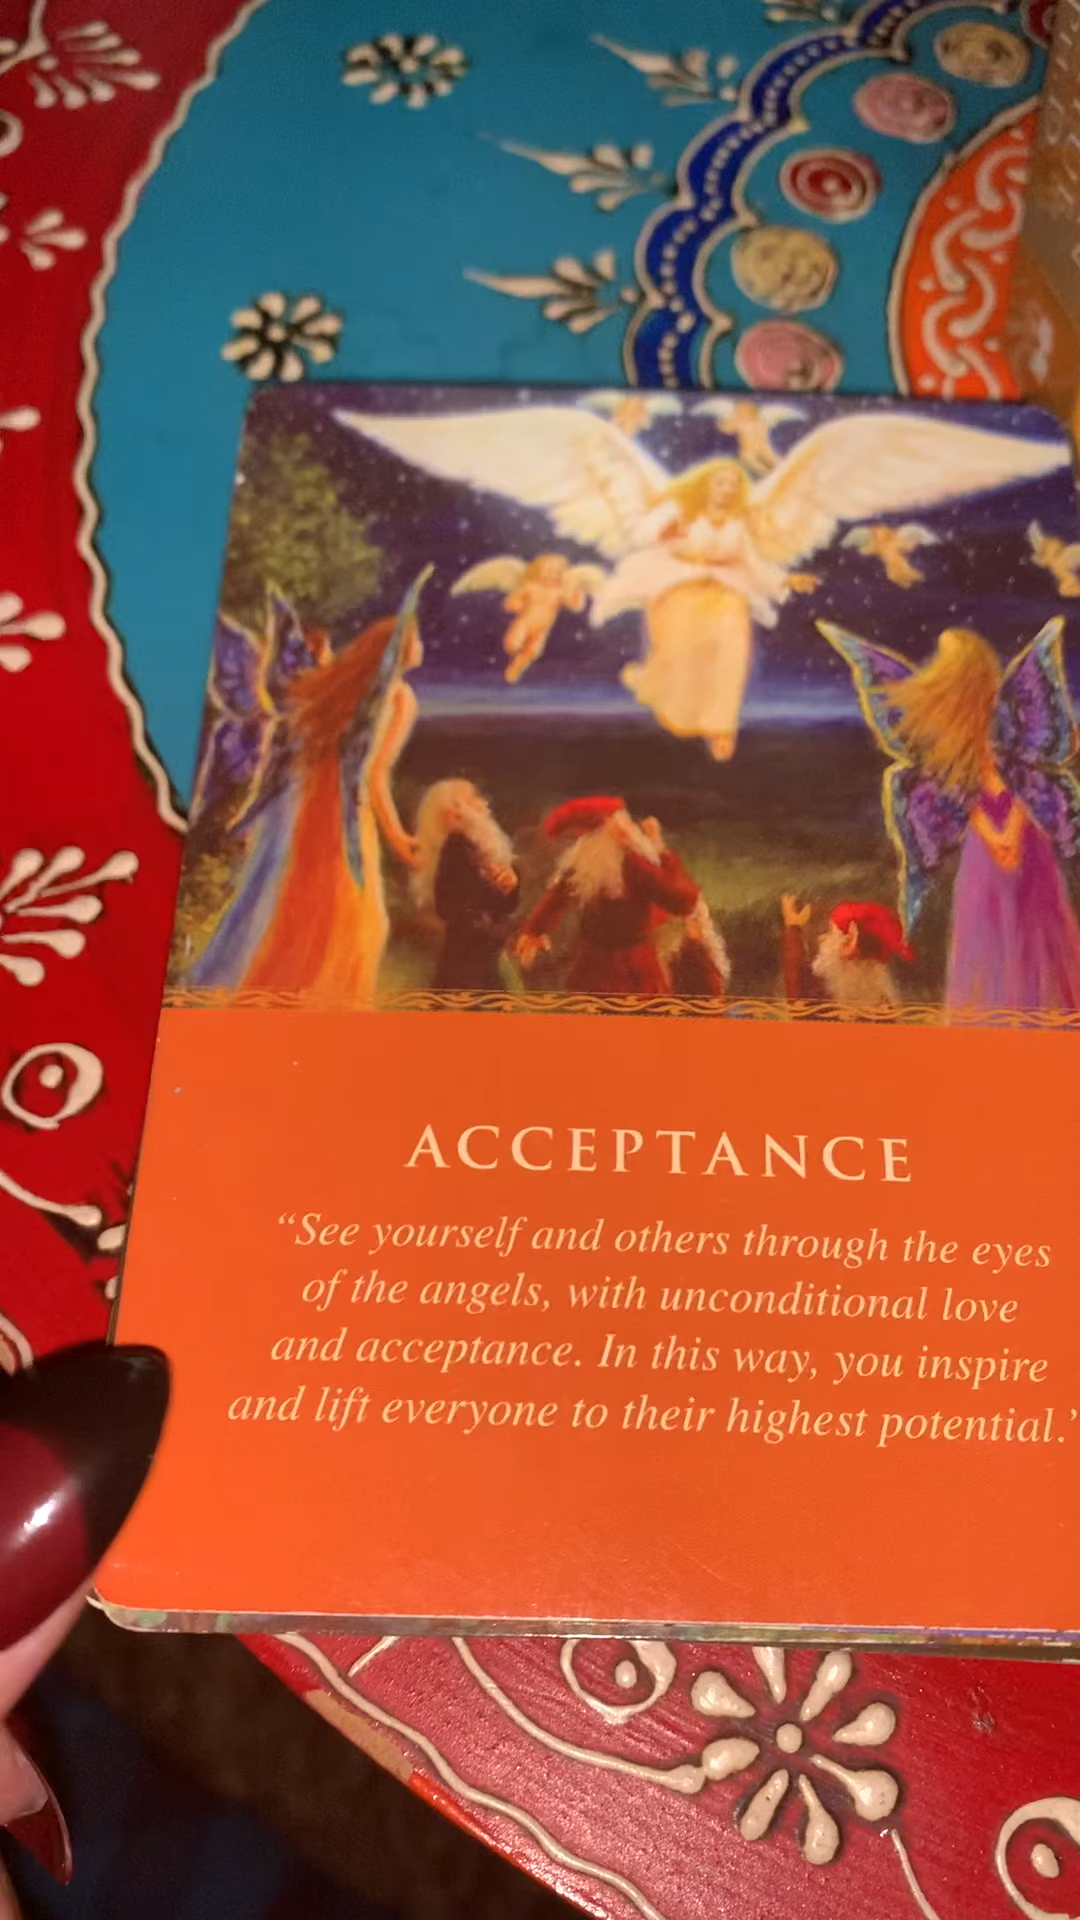 ACCEPTANCE
“See yourself and others through the eyes
of the angels, with unconditional love
and acceptance. In this way, you inspire
and lift everyone to their highest potential.”